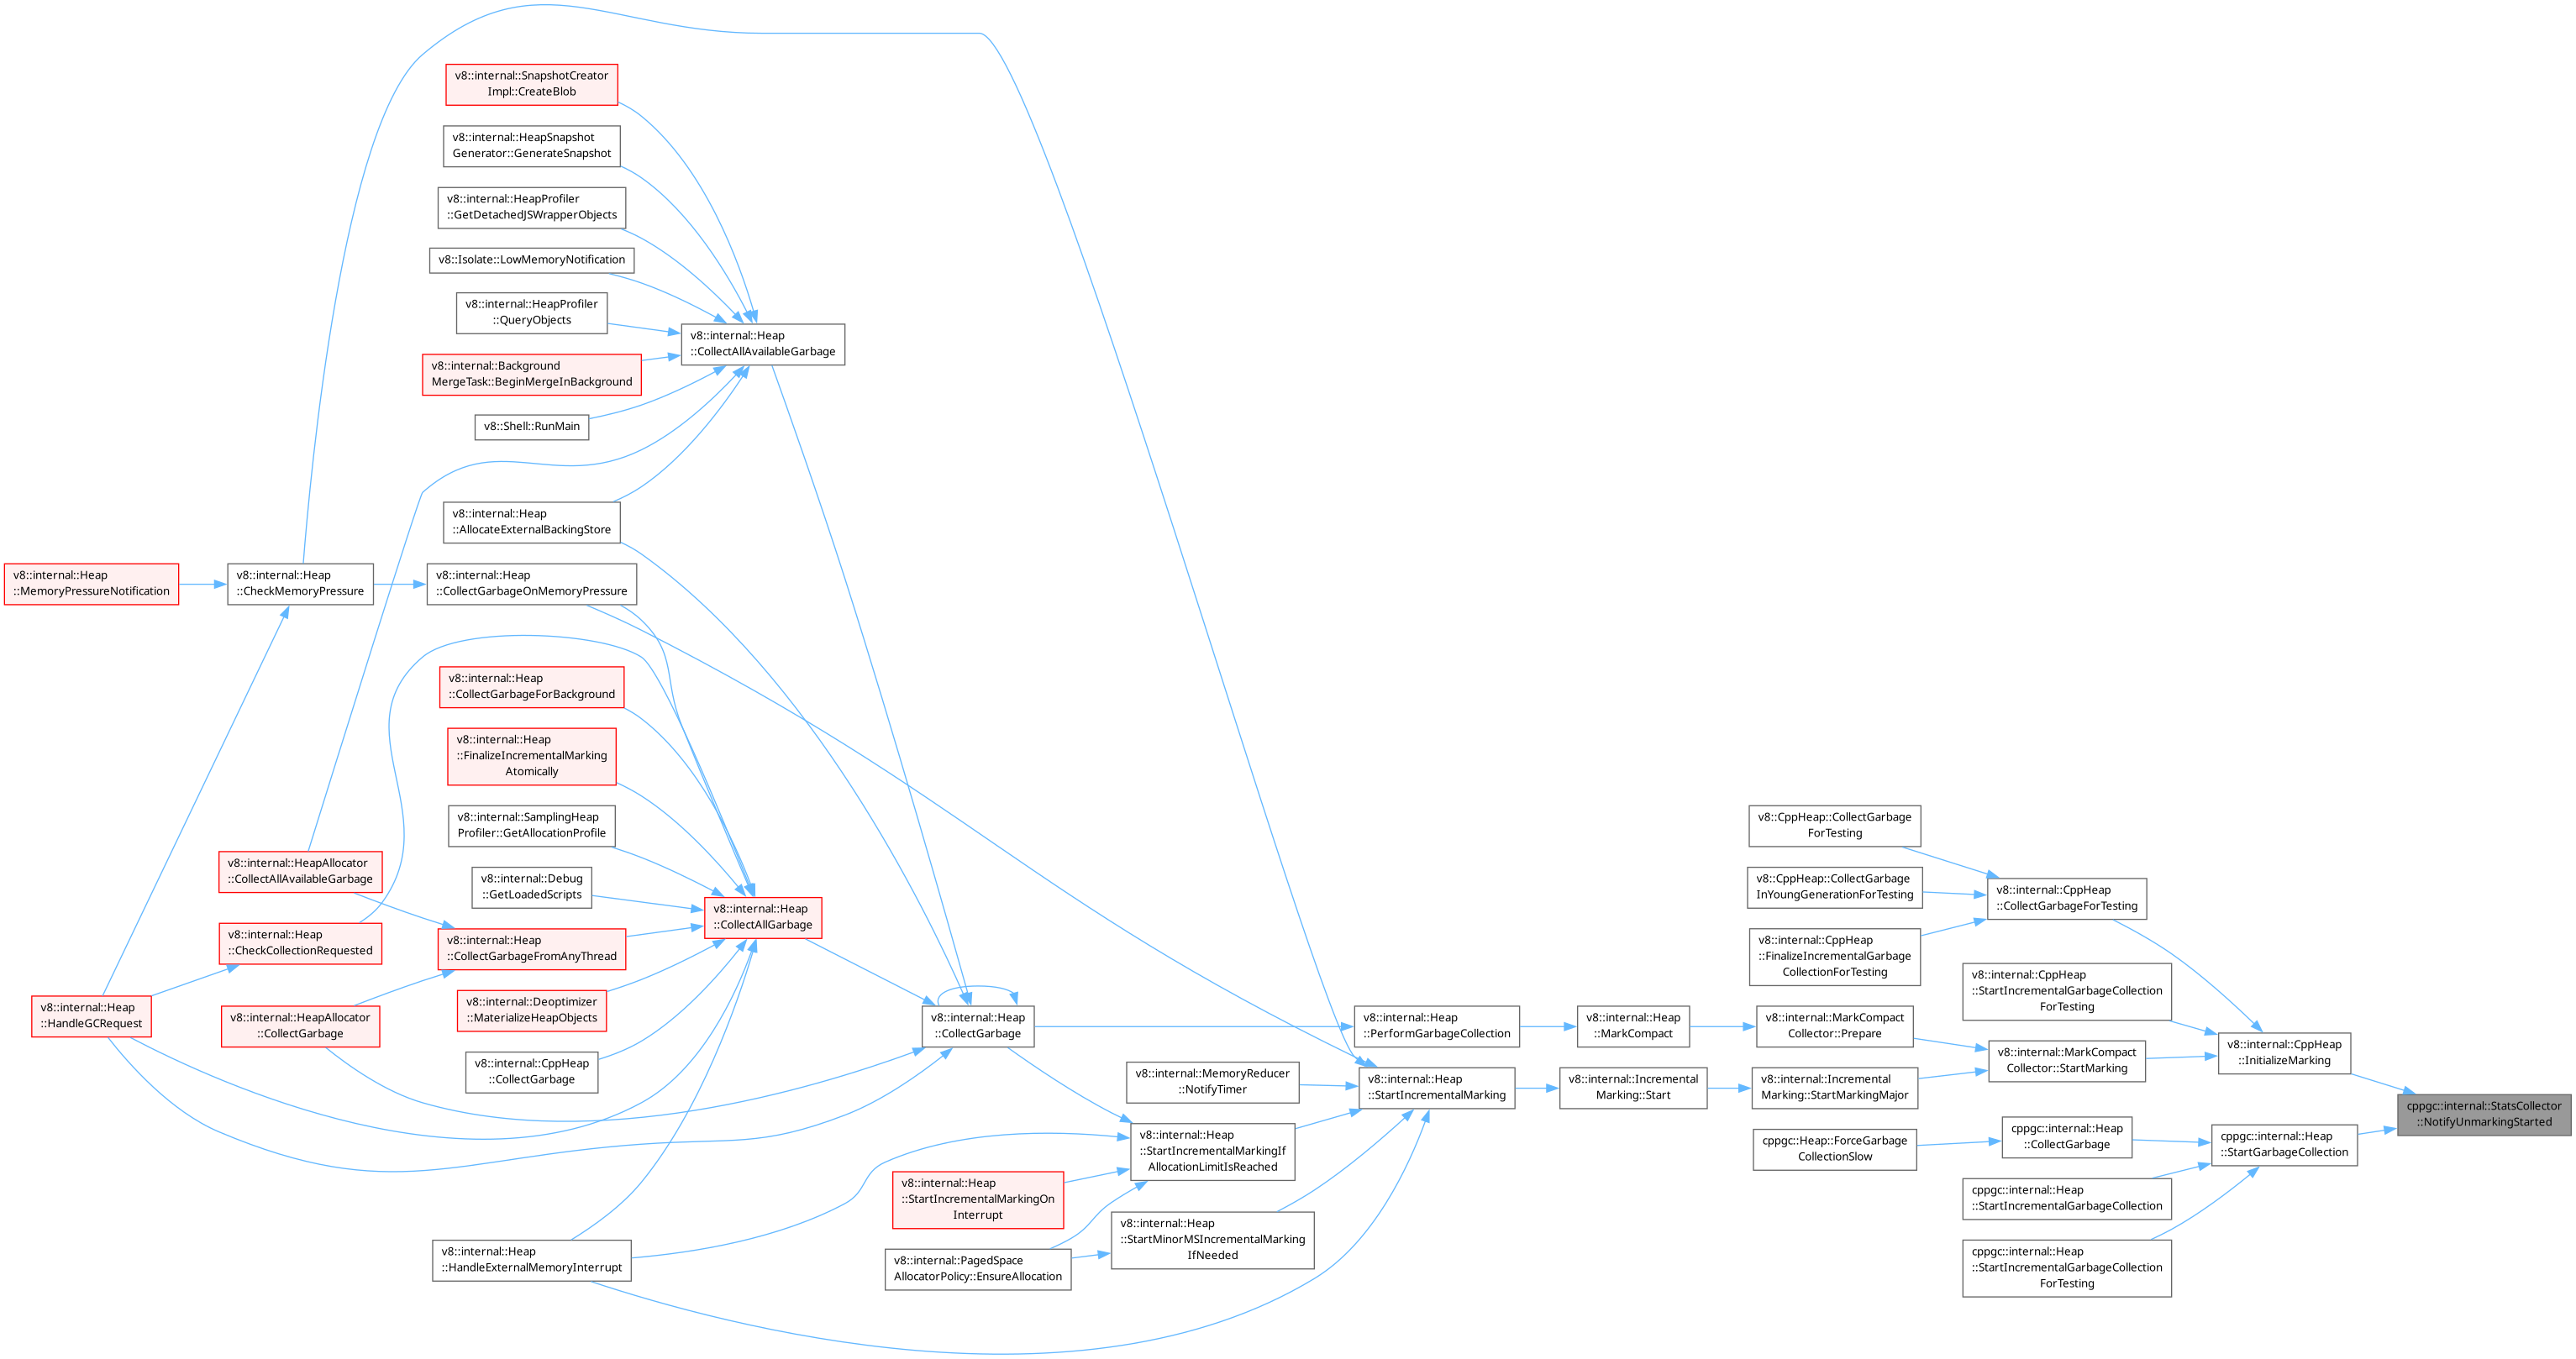 v8::internal::SnapshotCreator
Impl::CreateBlob
v8::internal::HeapSnapshot
Generator::GenerateSnapshot
v8::internal::HeapProfiler
::GetDetachedJSWrapperObjects
v8::Isolate::LowMemoryNotification
v8::internal::HeapProfiler
::QueryObjects
v8::internal::Heap
::CollectAllAvailableGarbage
v8::internal::Background
MergeTask::BeginMergeInBackground
v8::Shell::RunMain
v8::internal::Heap
::AllocateExternalBackingStore
v8::internal::Heap
::MemoryPressureNotification
v8::internal::Heap
::CheckMemoryPressure
v8::internal::Heap
::CollectGarbageOnMemoryPressure
v8::internal::Heap
::CollectGarbageForBackground
v8::internal::Heap
::FinalizeIncrementalMarking
Atomically
v8::internal::SamplingHeap
Profiler::GetAllocationProfile
v8::internal::HeapAllocator
::CollectAllAvailableGarbage
v8::internal::Debug
::GetLoadedScripts
v8::internal::Heap
::CollectAllGarbage
v8::internal::Heap
::CheckCollectionRequested
v8::internal::Heap
::CollectGarbageFromAnyThread
v8::internal::Heap
::HandleGCRequest
v8::internal::HeapAllocator
::CollectGarbage
v8::internal::Deoptimizer
::MaterializeHeapObjects
v8::internal::CppHeap
::CollectGarbage
v8::internal::Heap
::HandleExternalMemoryInterrupt
v8::internal::Heap
::CollectGarbage
v8::internal::MemoryReducer
::NotifyTimer
v8::internal::Heap
::StartIncrementalMarkingIf
AllocationLimitIsReached
v8::internal::Heap
::StartIncrementalMarkingOn
Interrupt
v8::internal::PagedSpace
AllocatorPolicy::EnsureAllocation
v8::internal::Heap
::StartMinorMSIncrementalMarking
IfNeeded
v8::internal::Heap
::PerformGarbageCollection
v8::internal::Heap
::StartIncrementalMarking
v8::internal::Heap
::MarkCompact
v8::internal::Incremental
Marking::Start
v8::CppHeap::CollectGarbage
ForTesting
v8::CppHeap::CollectGarbage
InYoungGenerationForTesting
v8::internal::CppHeap
::FinalizeIncrementalGarbage
CollectionForTesting
v8::internal::MarkCompact
Collector::Prepare
v8::internal::Incremental
Marking::StartMarkingMajor
cppgc::Heap::ForceGarbage
CollectionSlow
v8::internal::CppHeap
::CollectGarbageForTesting
v8::internal::CppHeap
::StartIncrementalGarbageCollection
ForTesting
v8::internal::MarkCompact
Collector::StartMarking
cppgc::internal::Heap
::CollectGarbage
cppgc::internal::Heap
::StartIncrementalGarbageCollection
cppgc::internal::Heap
::StartIncrementalGarbageCollection
ForTesting
v8::internal::CppHeap
::InitializeMarking
cppgc::internal::Heap
::StartGarbageCollection
cppgc::internal::StatsCollector
::NotifyUnmarkingStarted